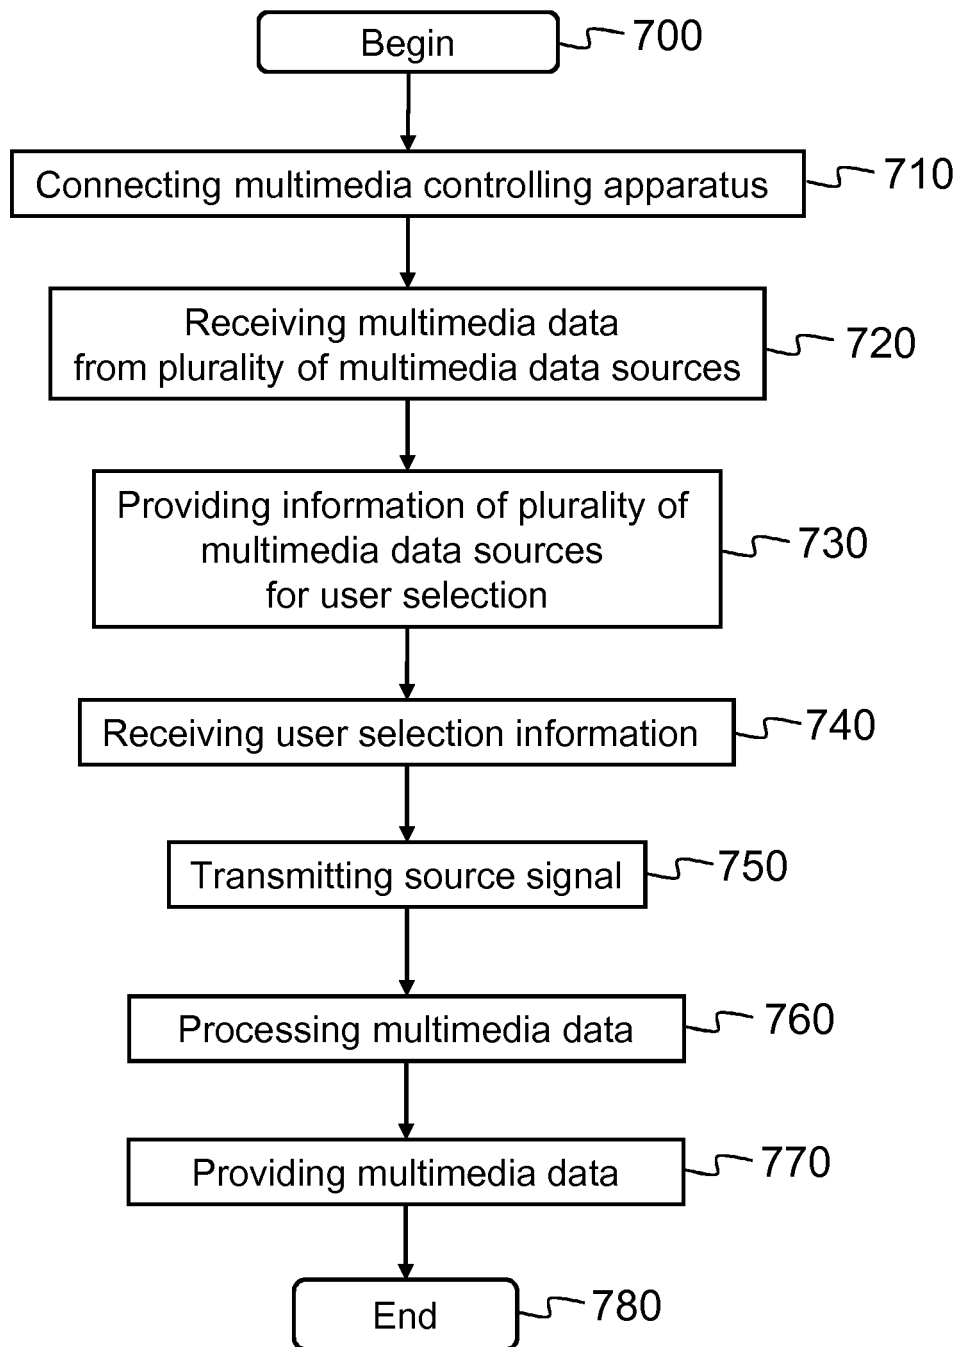 Begin
700
Connecting multimedia controlling apparatus
710
Receiving multimedia data
from plurality of multimedia data sources
720
Providing information of plurality of
multimedia data sources
for user selection
730
Receiving user selection information
740
Transmitting source signal
750
Processing multimedia data
760
Providing multimedia data
770
End
780